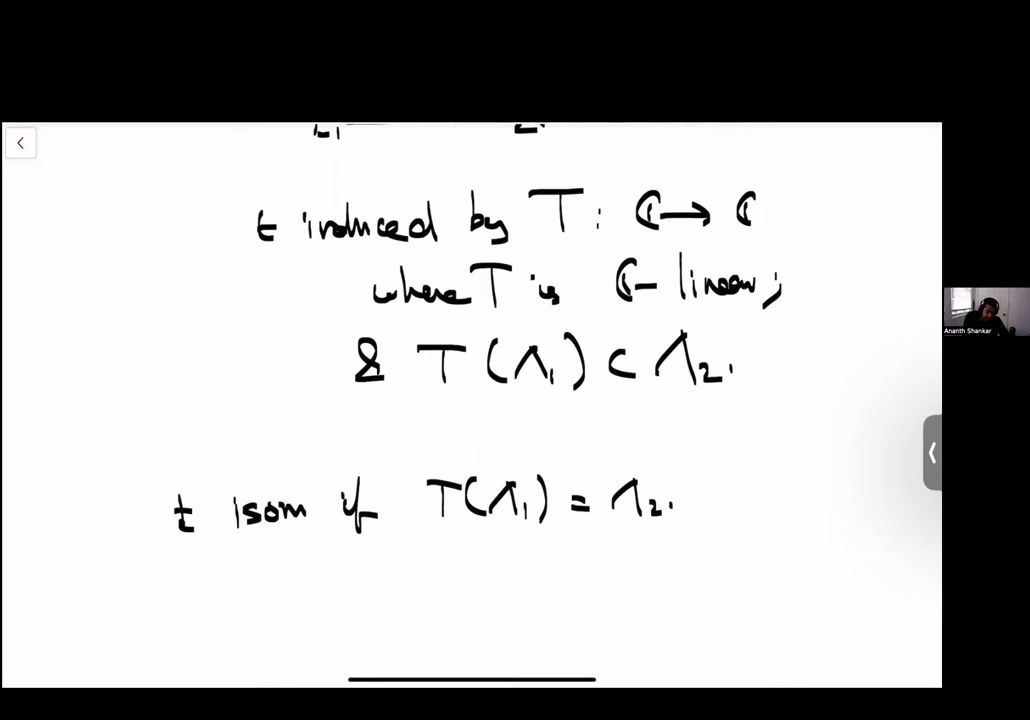 t induced by T: ℂ → ℂ
where T is ℂ- linear;
& T(Λ₁) ⊂ Λ₂.
t isom if T(Λ₁) = Λ₂.
Ananth Shankar